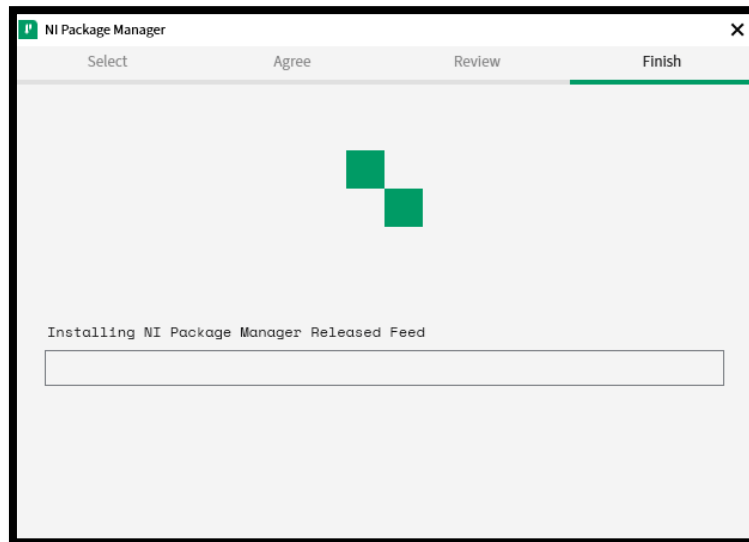 NI Package Manager
Select Agree Review Finish
Installing NI Package Manager Released Feed